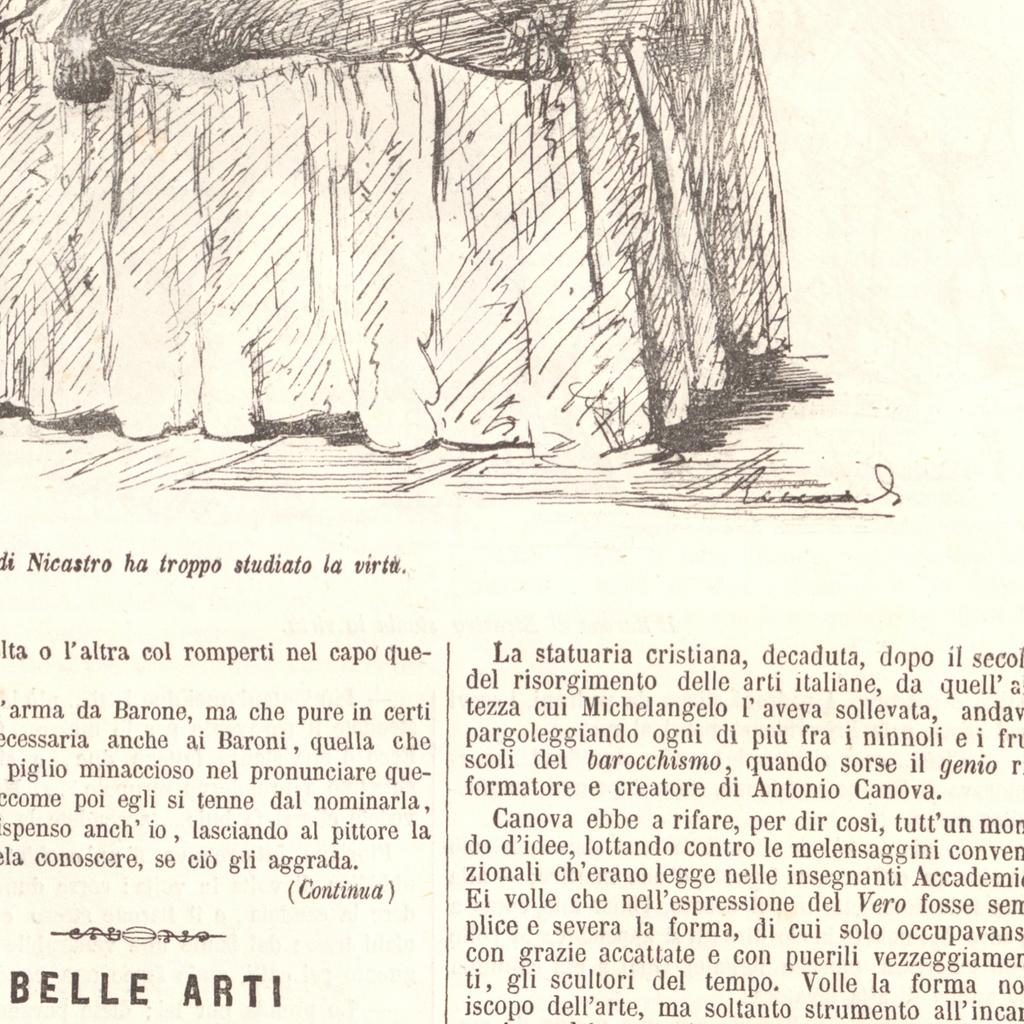 di Nicastro ha troppo studiato la virtù.
lta o l'altra col romperti nel capo que-
l'arma da Barone, ma che pure in certi
ecessaria anche ai Baroni, quella che
piglio minaccioso nel pronunciare que-
ccome poi egli si tenne dal nominarla,
ispenso anch' io, lasciando al pittore la
ela conoscere, se ciò gli aggrada.
(Continua)
BELLE ARTI
La statuaria cristiana, decaduta, dopo il secol
del risorgimento delle arti italiane, da quell' a
tezza cui Michelangelo l' aveva sollevata, andav
pargoleggiando ogni dì più fra i ninnoli e i fru
scoli del barocchismo, quando sorse il genio r
formatore e creatore di Antonio Canova.
Canova ebbe a rifare, per dir così, tutt'un mon
do d'idee, lottando contro le melensaggini conven
zionali ch'erano legge nelle insegnanti Accademi
Ei volle che nell'espressione del Vero fosse sem
plice e severa la forma, di cui solo occupavans
con grazie accattate e con puerili vezzeggiamen
ti, gli scultori del tempo. Volle la forma no
iscopo dell'arte, ma soltanto strumento all'incar